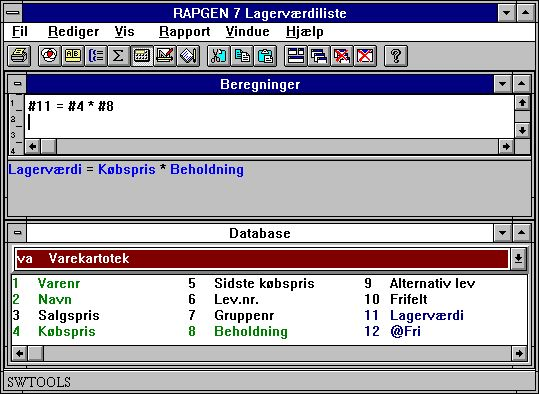 RAPGEN 7 Lagerværdiliste
Fil Rediger Vis Rapport Vindue Hjælp
Beregninger
1 #11 = #4 * #8
2
3
4
Lagerværdi = Købspris * Beholdning
Database
va Varekartotek
1 Varenr 5 Sidste købspris 9 Alternativ lev
2 Navn 6 Lev.nr. 10 Frifelt
3 Salgspris 7 Gruppenr 11 Lagerværdi
4 Købspris 8 Beholdning 12 @Fri
SWTOOLS